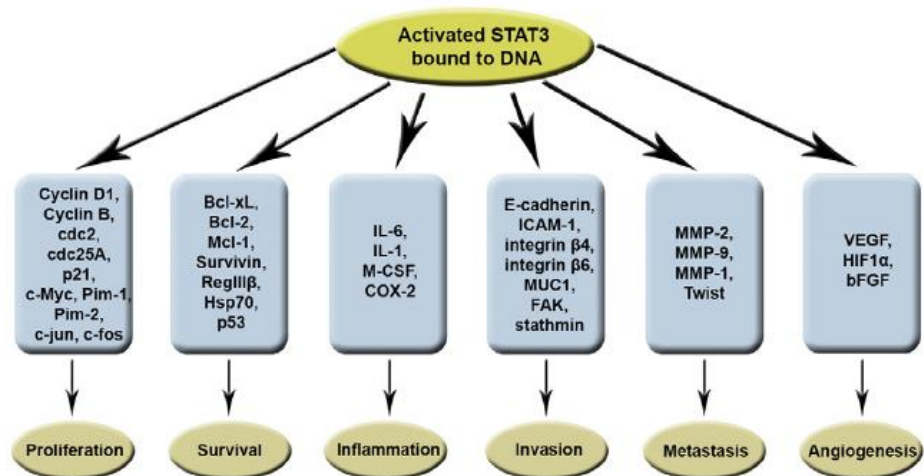 Activated STAT3
bound to DNA
Cyclin D1,
Cyclin B,
cdc2,
cdc25A,
p21,
c-Myc, Pim-1,
Pim-2,
c-jun, c-fos
Bcl-xL,
Bcl-2,
Mcl-1,
Survivin,
RegIIIβ,
Hsp70,
p53
IL-6,
IL-1,
M-CSF,
COX-2
E-cadherin,
ICAM-1,
integrin β4,
integrin β6,
MUC1,
FAK,
stathmin
MMP-2,
MMP-9,
MMP-1,
Twist
VEGF,
HIF1α,
bFGF
Proliferation
Survival
Inflammation
Invasion
Metastasis
Angiogenesis